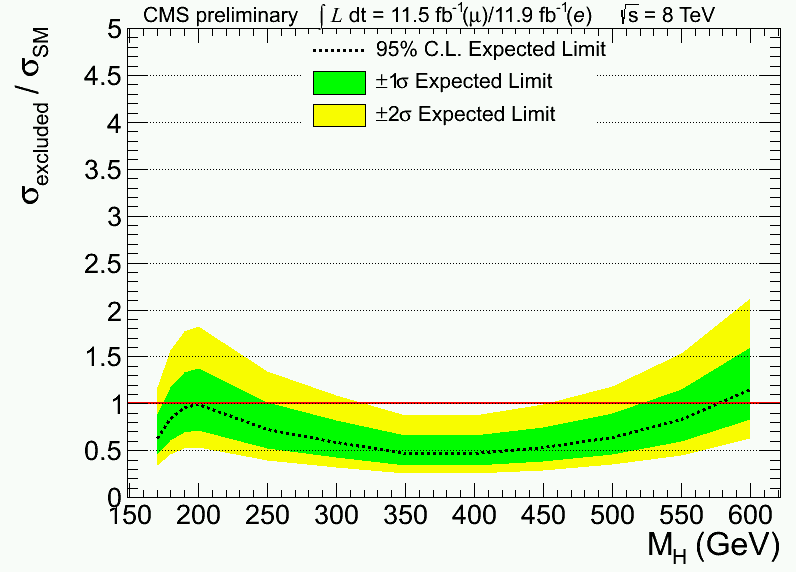 CMS preliminary ∫ L dt = 11.5 fb⁻¹(μ)/11.9 fb⁻¹(e) √s = 8 TeV
95% C.L. Expected Limit
±1σ Expected Limit
±2σ Expected Limit
σexcluded / σSM
5
4.5
4
3.5
3
2.5
2
1.5
1
0.5
0
150 200 250 300 350 400 450 500 550 600
M_H (GeV)